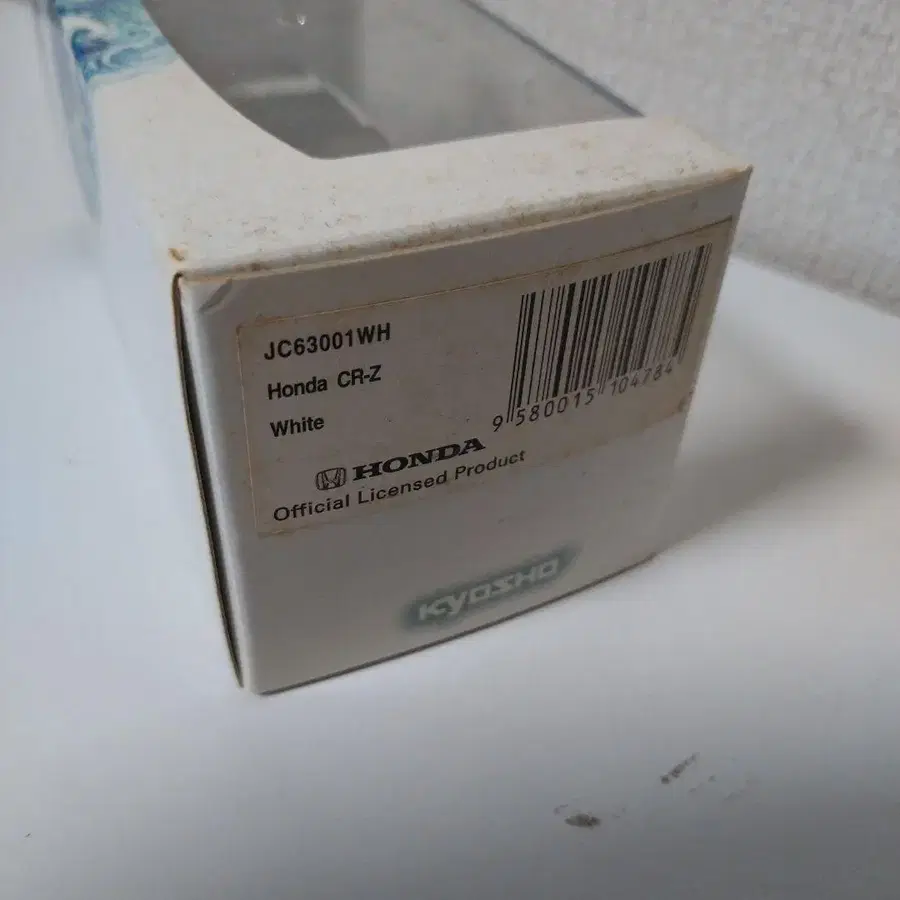 JC63001WH
Honda CR-Z
White
9 580015 104784
HONDA
Official Licensed Product
KYOSHO